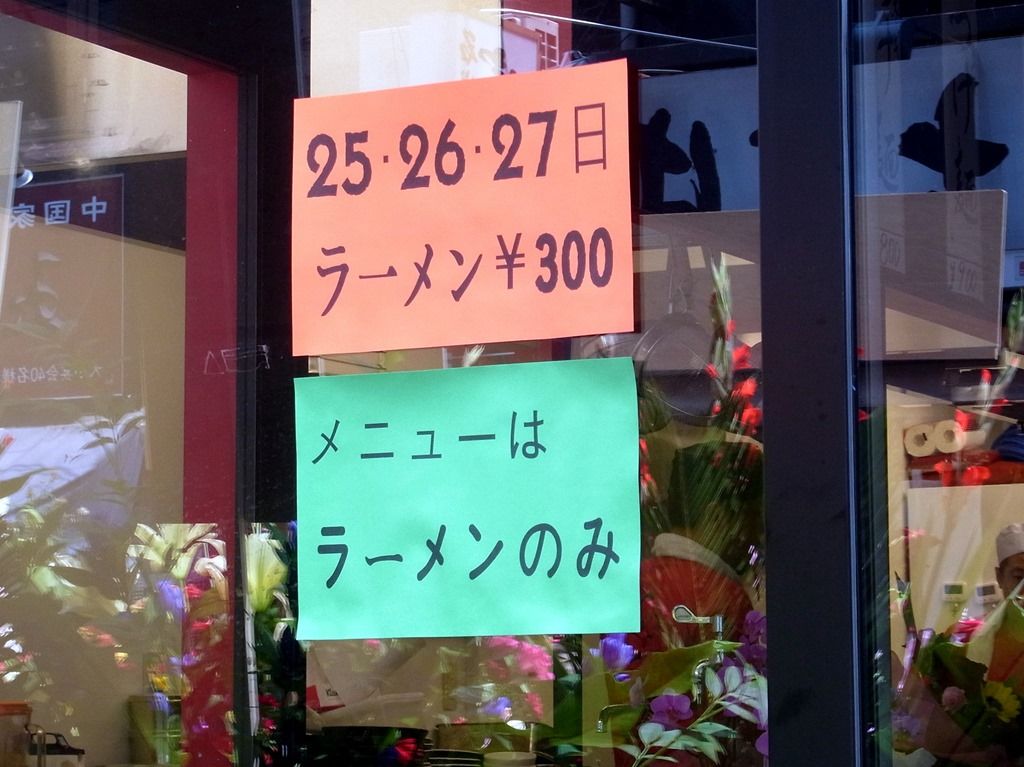 25·26·27日
ラーメン￥300
メニューは
ラーメンのみ
中国家